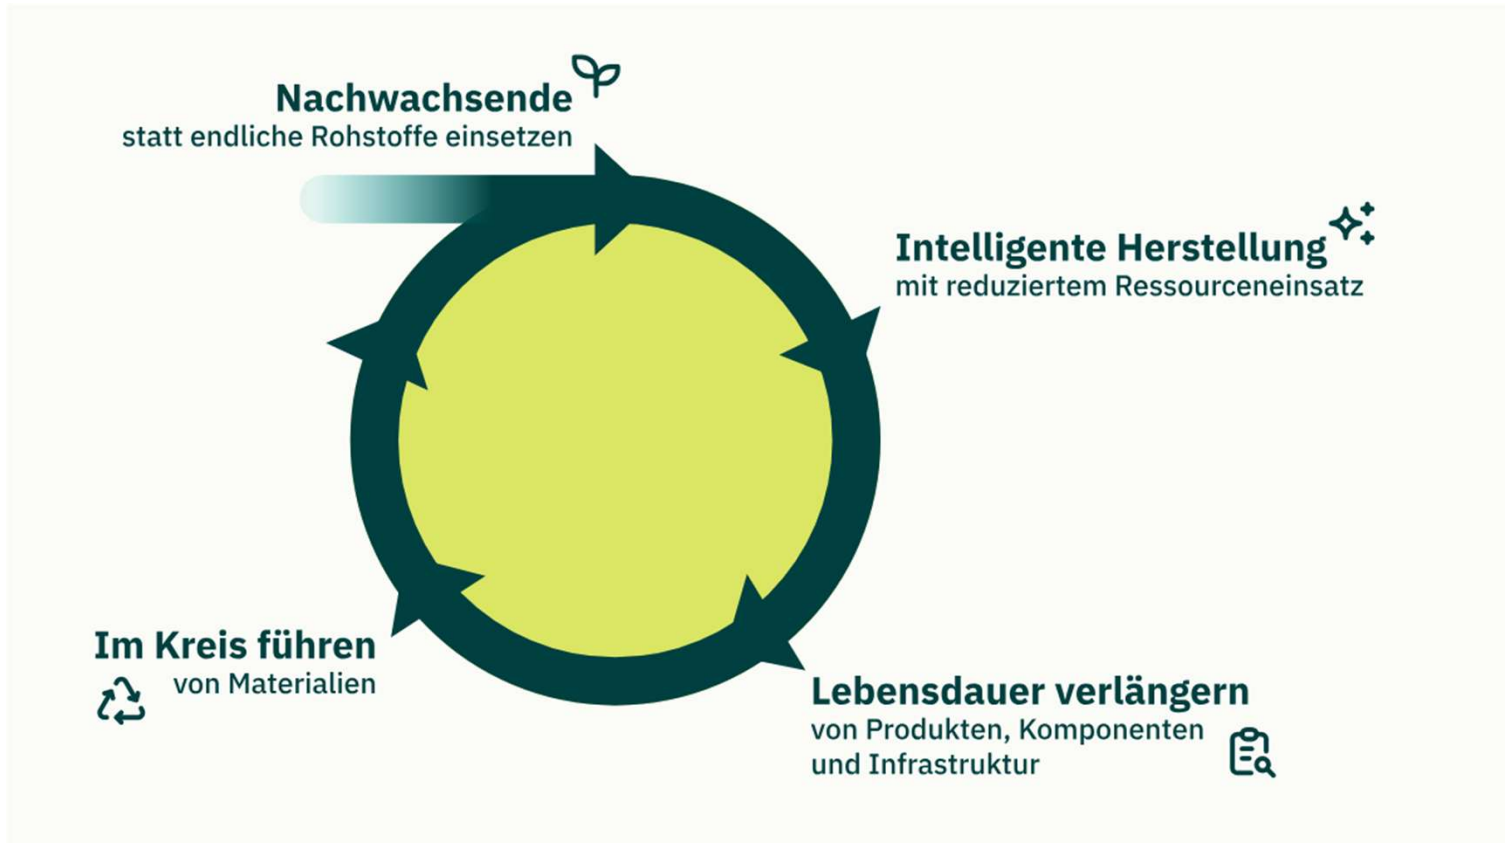 Nachwachsende
statt endliche Rohstoffe einsetzen
Intelligente Herstellung
mit reduziertem Ressourceneinsatz
Lebensdauer verlängern
von Produkten, Komponenten
und Infrastruktur
Im Kreis führen
von Materialien